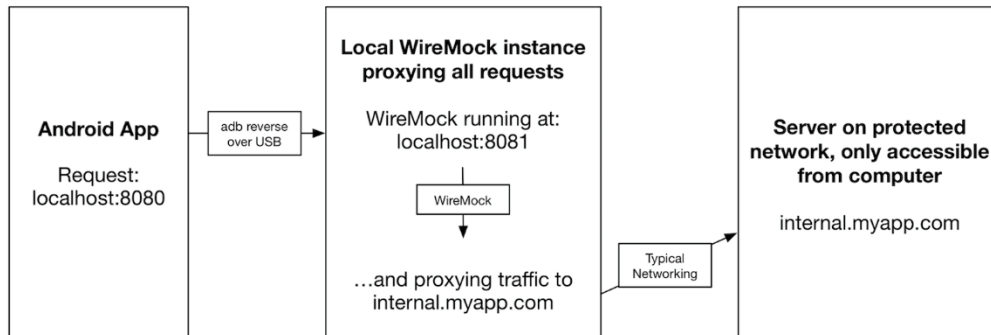 Android App
Request:
localhost:8080
adb reverse
over USB
Local WireMock instance
proxying all requests
WireMock running at:
localhost:8081
WireMock
…and proxying traffic to
internal.myapp.com
Typical
Networking
Server on protected
network, only accessible
from computer
internal.myapp.com